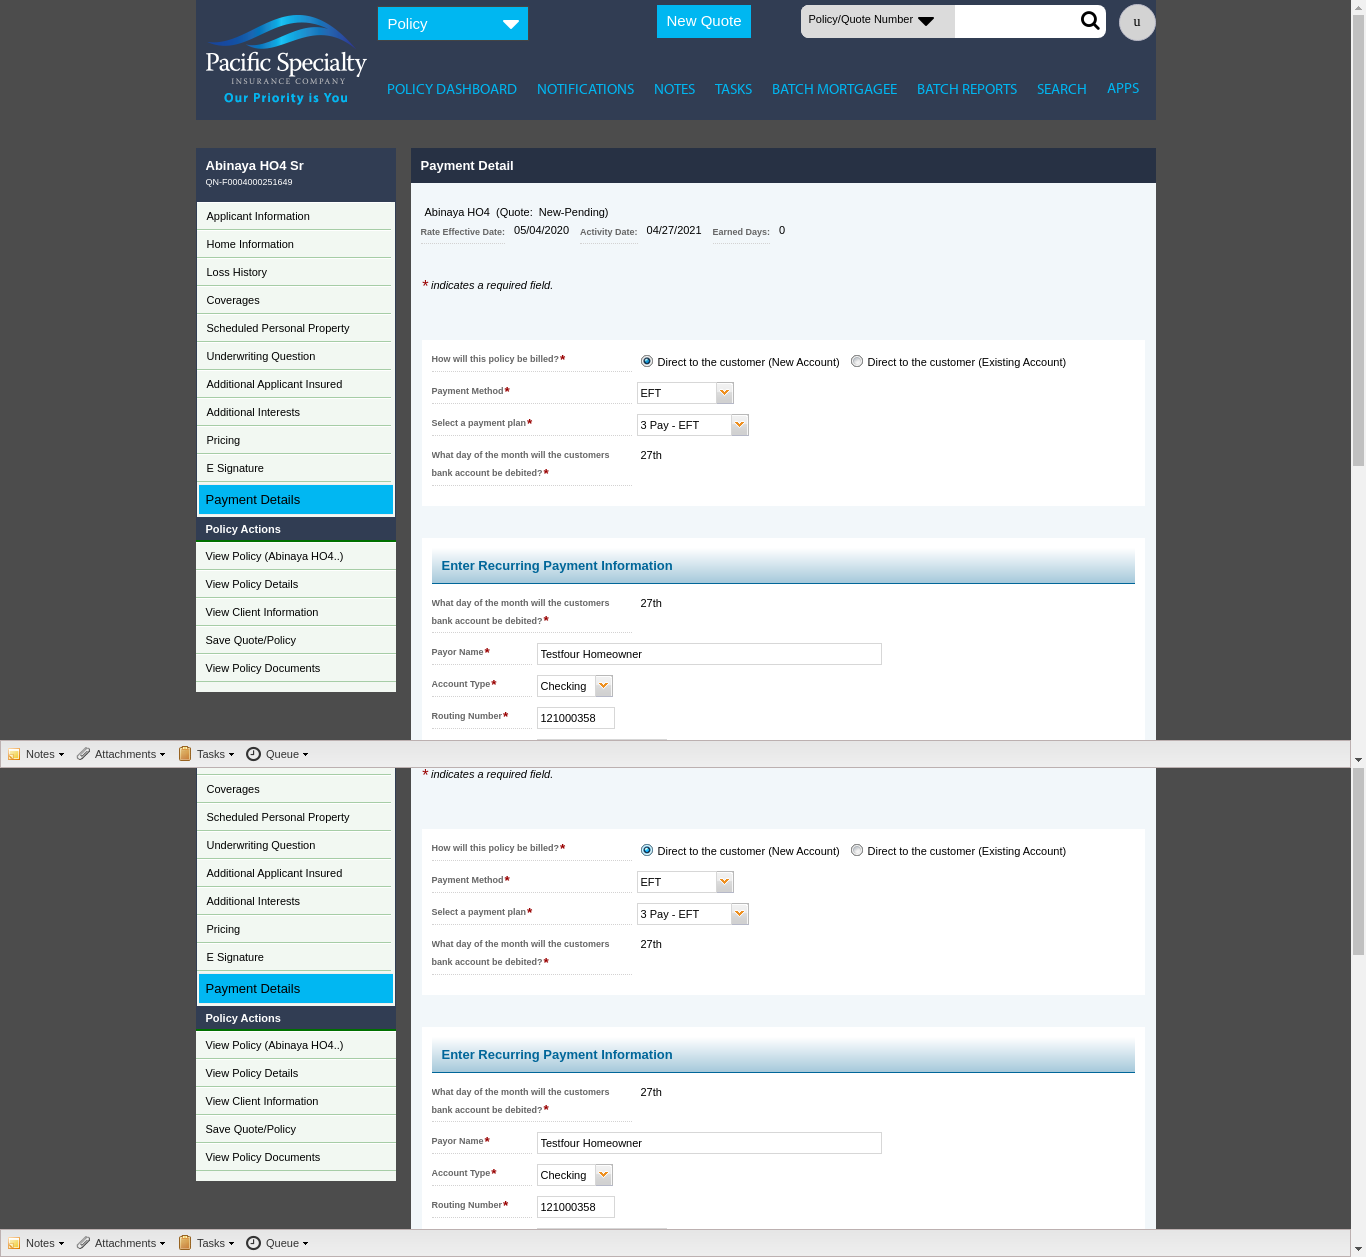 Policy
New Quote
Policy/Quote Number
u
Pacific Specialty
INSURANCE COMPANY
Our Priority is You
POLICY DASHBOARD NOTIFICATIONS NOTES TASKS BATCH MORTGAGEE BATCH REPORTS SEARCH APPS
Abinaya HO4 Sr
QN-F0004000251649
Applicant Information
Home Information
Loss History
Coverages
Scheduled Personal Property
Underwriting Question
Additional Applicant Insured
Additional Interests
Pricing
E Signature
Payment Details
Policy Actions
View Policy (Abinaya HO4..)
View Policy Details
View Client Information
Save Quote/Policy
View Policy Documents
Payment Detail
Abinaya HO4 (Quote: New-Pending)
Rate Effective Date: 05/04/2020 Activity Date: 04/27/2021 Earned Days: 0
* indicates a required field.
How will this policy be billed?* Direct to the customer (New Account) Direct to the customer (Existing Account)
Payment Method* EFT
Select a payment plan* 3 Pay - EFT
What day of the month will the customers 27th
bank account be debited?*
Enter Recurring Payment Information
What day of the month will the customers 27th
bank account be debited?*
Payor Name* Testfour Homeowner
Account Type* Checking
Routing Number* 121000358
Notes Attachments Tasks Queue
Coverages
Scheduled Personal Property
Underwriting Question
Additional Applicant Insured
Additional Interests
Pricing
E Signature
Payment Details
Policy Actions
View Policy (Abinaya HO4..)
View Policy Details
View Client Information
Save Quote/Policy
View Policy Documents
* indicates a required field.
How will this policy be billed?* Direct to the customer (New Account) Direct to the customer (Existing Account)
Payment Method* EFT
Select a payment plan* 3 Pay - EFT
What day of the month will the customers 27th
bank account be debited?*
Enter Recurring Payment Information
What day of the month will the customers 27th
bank account be debited?*
Payor Name* Testfour Homeowner
Account Type* Checking
Routing Number* 121000358
Notes Attachments Tasks Queue